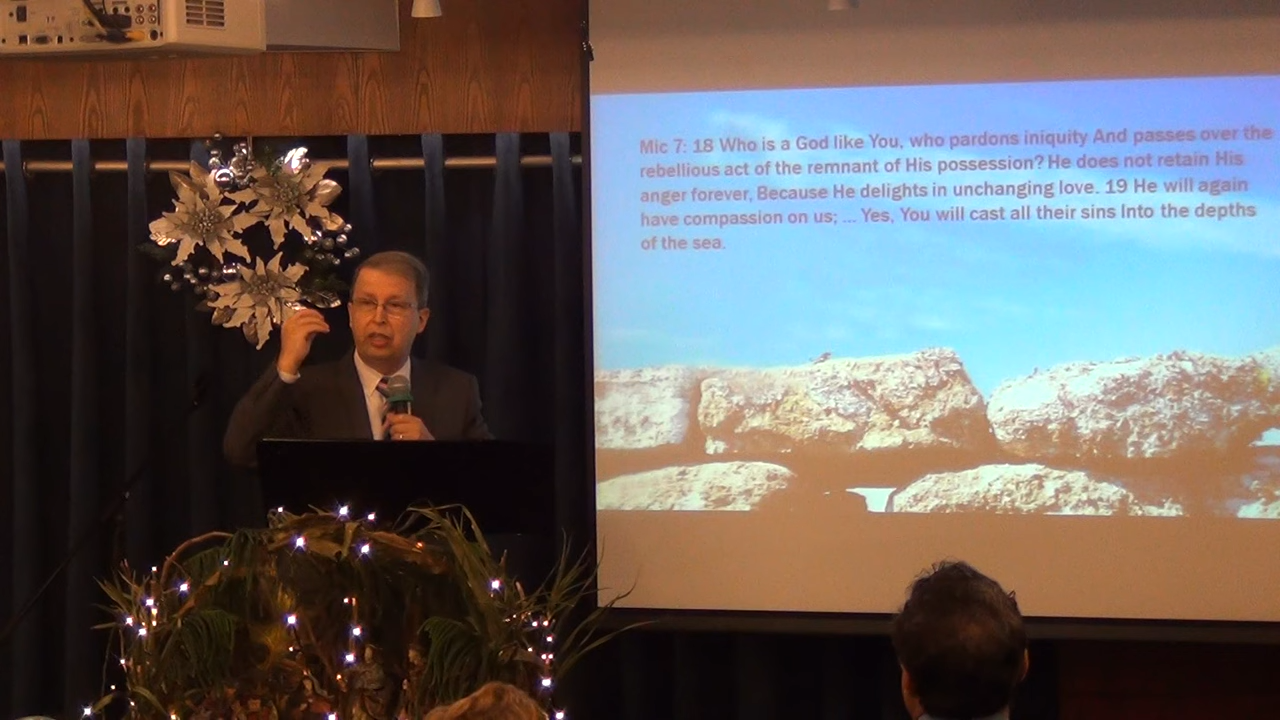 Mic 7: 18 Who is a God like You, who pardons iniquity And passes over the
rebellious act of the remnant of His possession? He does not retain His
anger forever, Because He delights in unchanging love. 19 He will again
have compassion on us; ... Yes, You will cast all their sins Into the depths
of the sea.